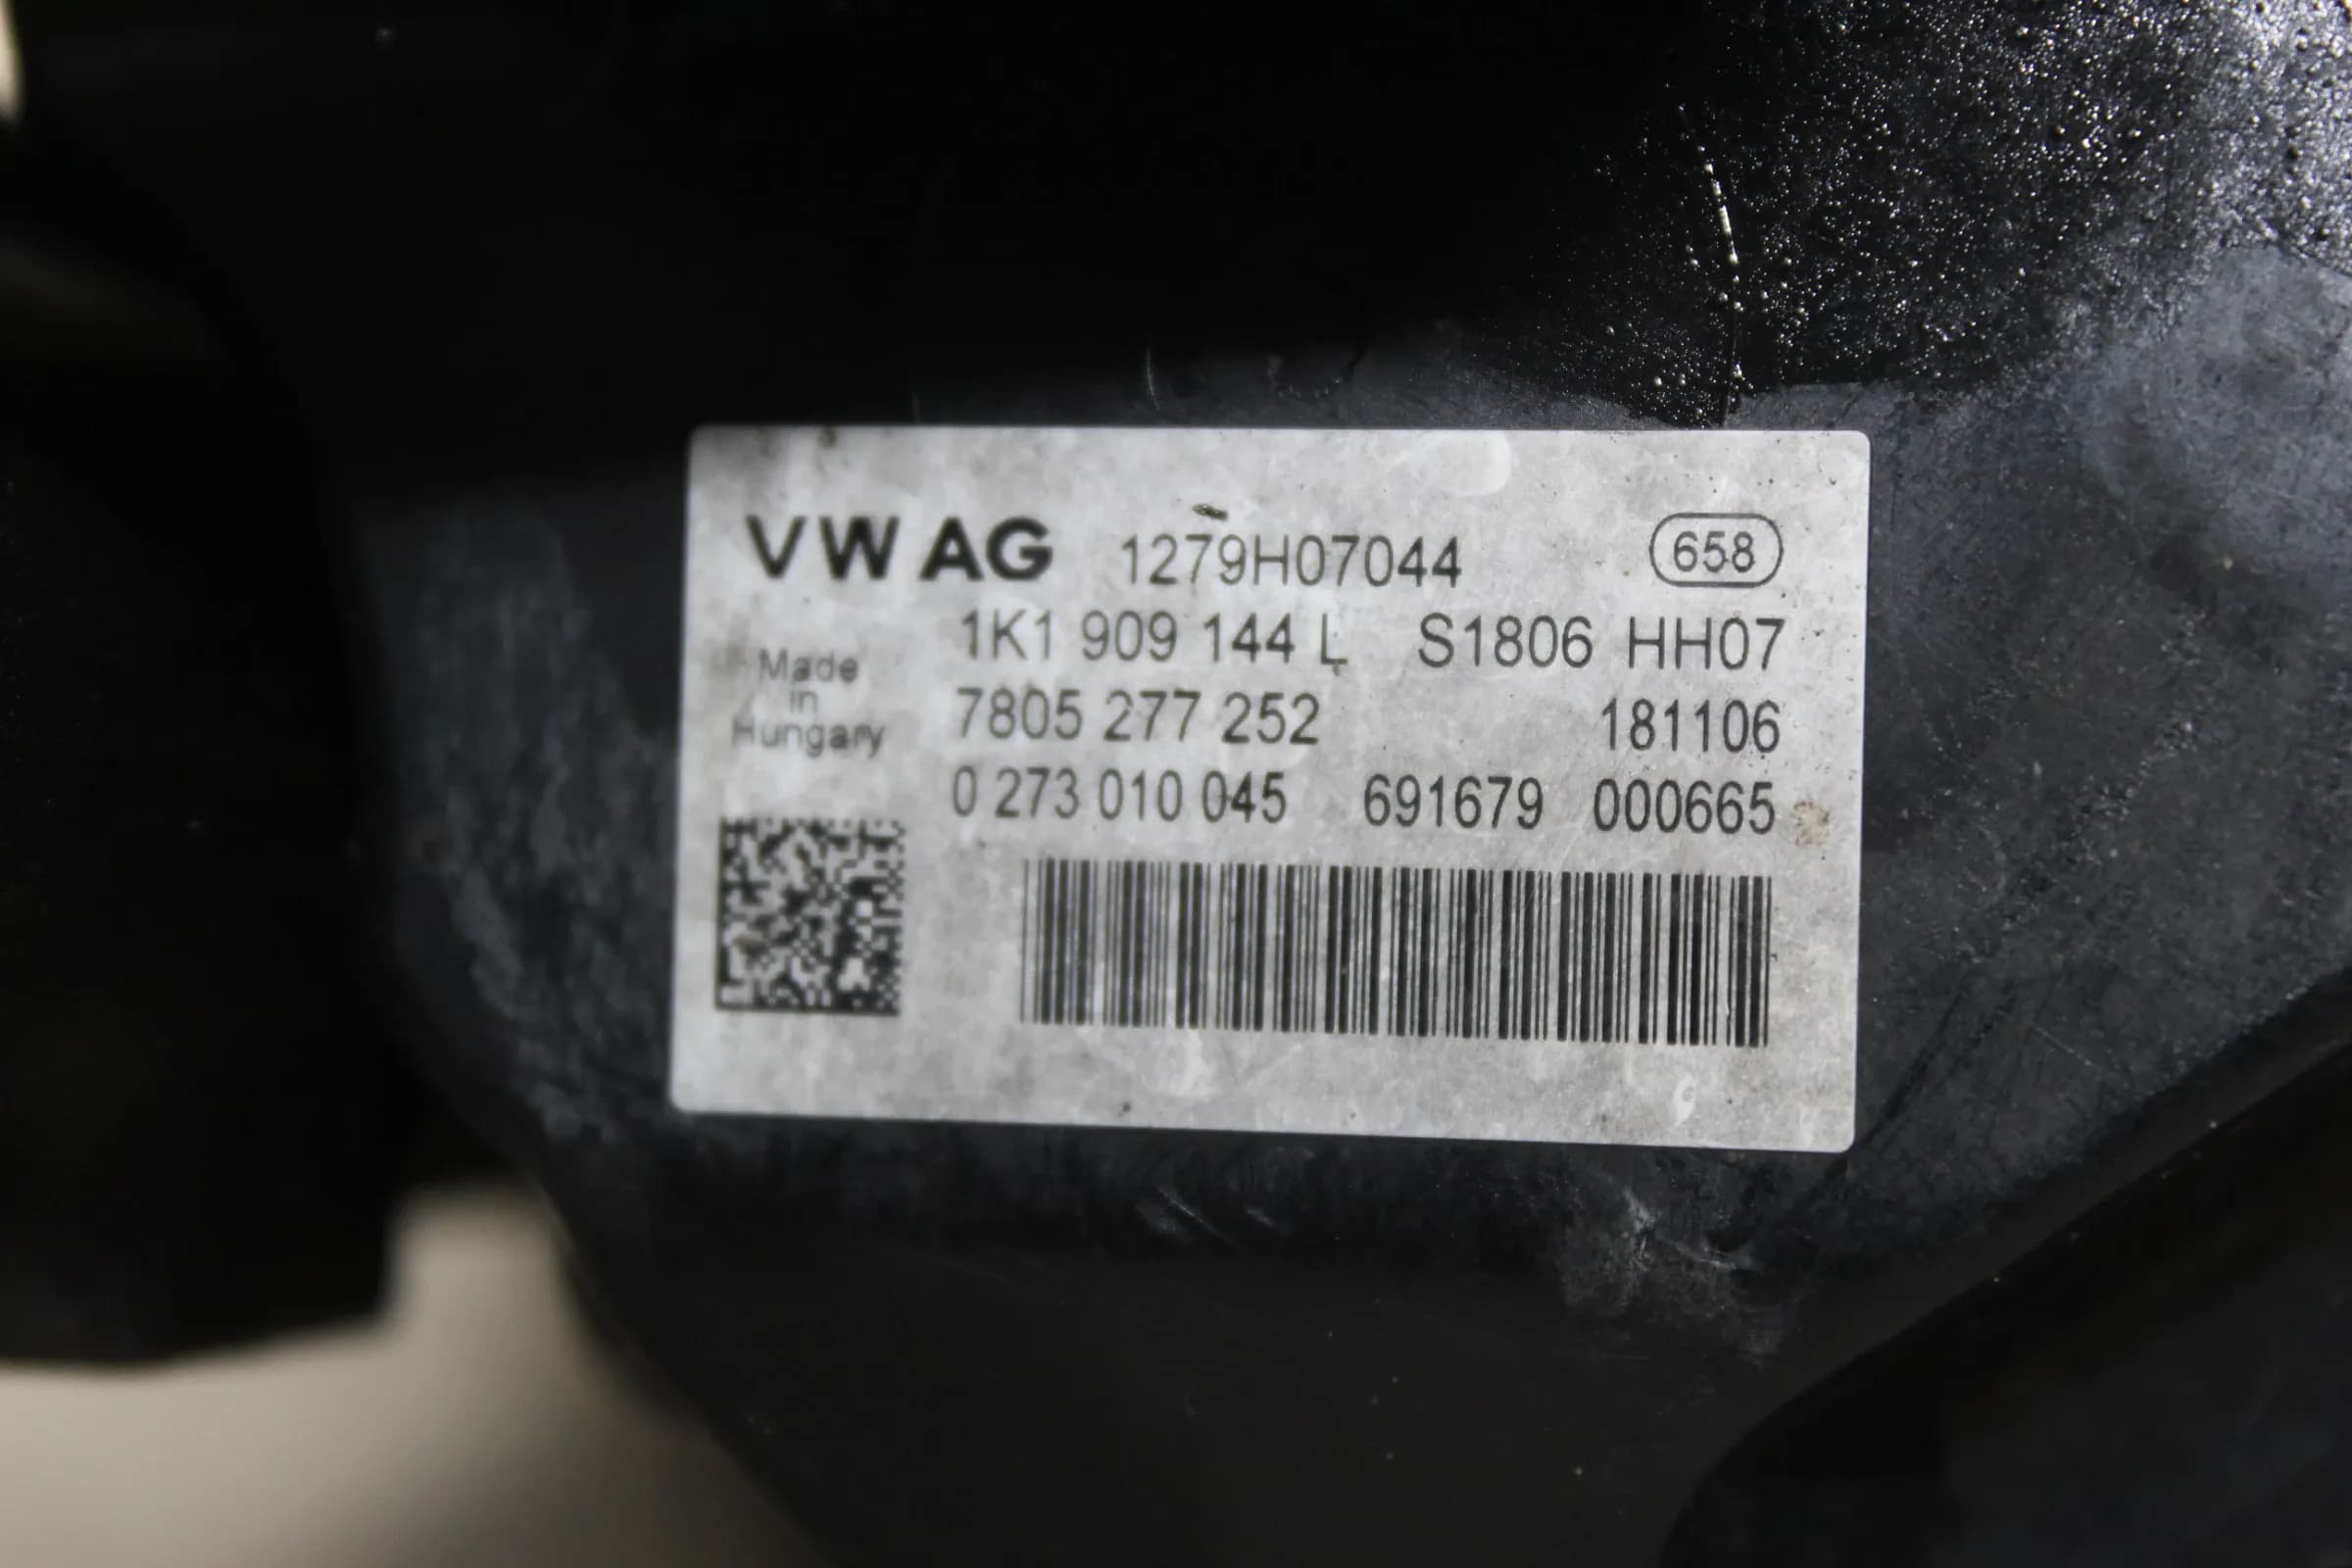 VW AG 1279H07044 658
1K1 909 144 L S1806 HH07
Made
in
Hungary
7805 277 252 181106
0 273 010 045 691679 000665